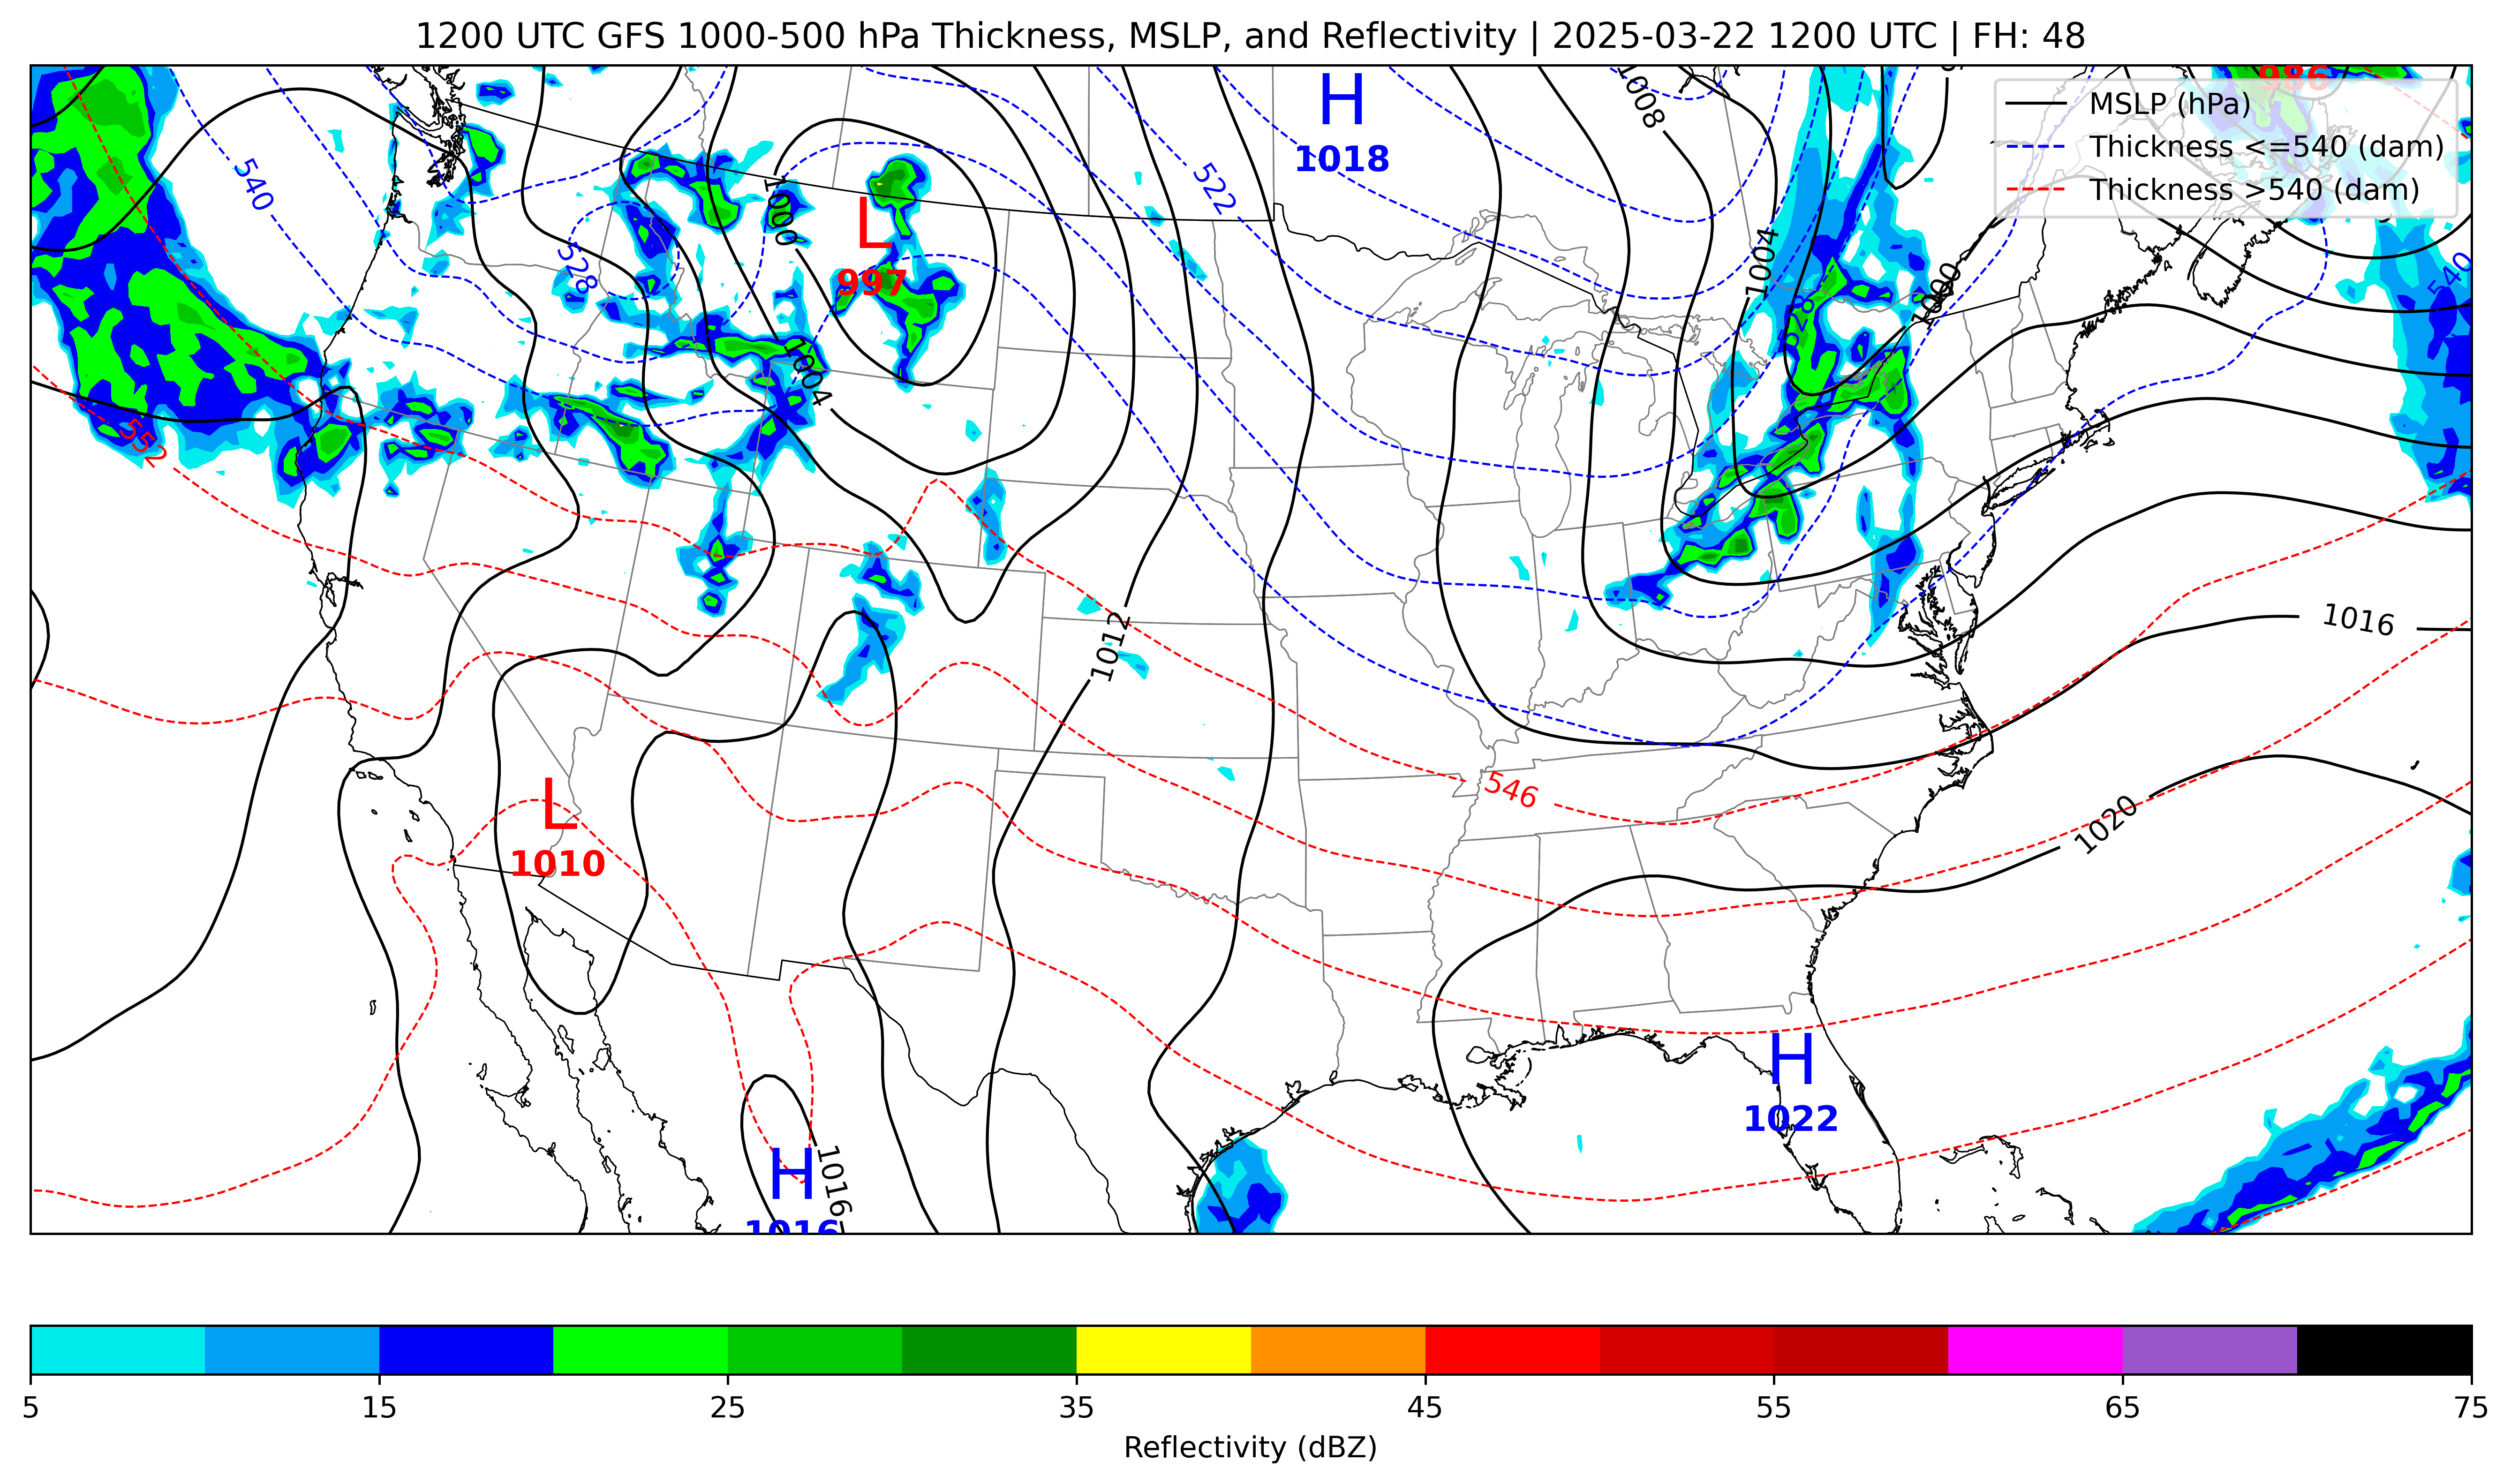 1200 UTC GFS 1000-500 hPa Thickness, MSLP, and Reflectivity | 2025-03-22 1200 UTC | FH: 48
986
MSLP (hPa)
Thickness <=540 (dam)
Thickness >540 (dam)
H
1018
1008
540
522
1000
L
997
528
1004
1000
540
528
1004
552
1012
1016
546
L
1010
1020
H
1022
H
1016
1016
5 15 25 35 45 55 65 75
Reflectivity (dBZ)